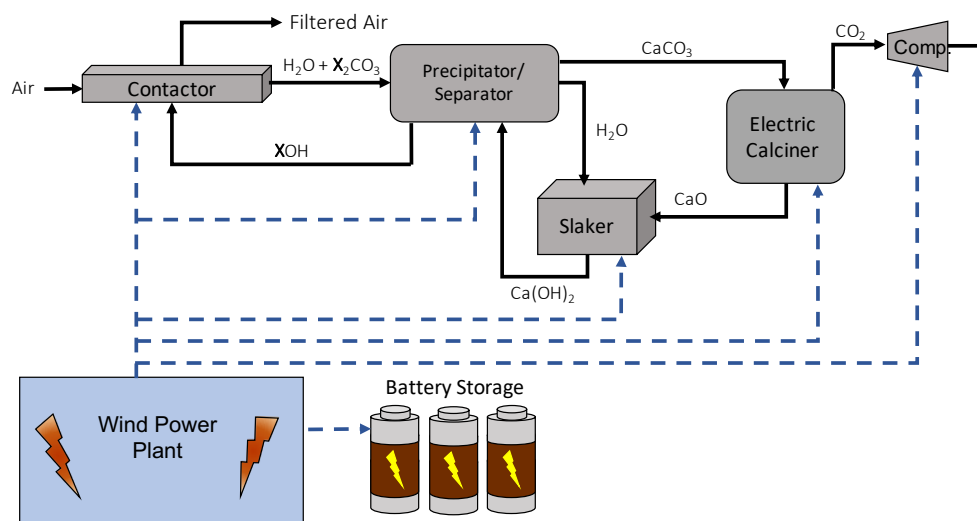 Filtered Air
CO₂
CaCO₃
Comp.
H₂O + X₂CO₃
Precipitator/
Separator
Air
Contactor
Electric
Calciner
H₂O
XOH
CaO
Slaker
Ca(OH)₂
Battery Storage
Wind Power
Plant